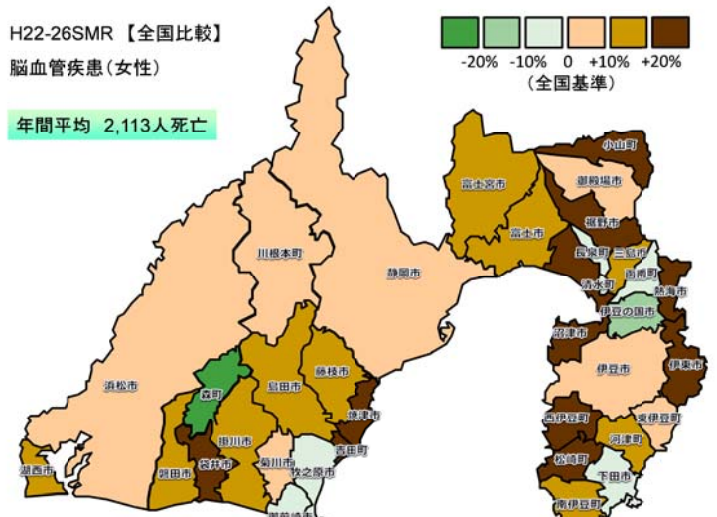 H22-26SMR 【全国比較】
脳血管疾患(女性)
年間平均 2,113人死亡
-20% -10% 0 +10% +20%
(全国基準)
小山町
富士宮市
御殿場市
裾野市
富士市
長泉町
三島市
函南町
川根本町
静岡市
清水町
熱海市
伊豆の国市
沼津市
藤枝市
伊豆市
伊東市
浜松市
森町
島田市
焼津市
西伊豆町
東伊豆町
掛川市
吉田町
河津町
湖西市
磐田市
袋井市
菊川市
牧之原市
松崎町
下田市
御前崎市
南伊豆町